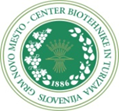 GRM NOVO MESTO - CENTER BIOTEHNIKE IN TURIZMA
1886
SLOVENIJA